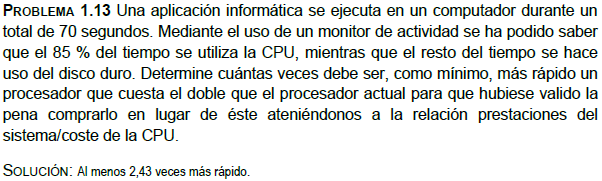 PROBLEMA 1.13 Una aplicación informática se ejecuta en un computador durante un
total de 70 segundos. Mediante el uso de un monitor de actividad se ha podido saber
que el 85 % del tiempo se utiliza la CPU, mientras que el resto del tiempo se hace
uso del disco duro. Determine cuántas veces debe ser, como mínimo, más rápido un
procesador que cuesta el doble que el procesador actual para que hubiese valido la
pena comprarlo en lugar de éste ateniéndonos a la relación prestaciones del
sistema/coste de la CPU.
SOLUCIÓN: Al menos 2,43 veces más rápido.